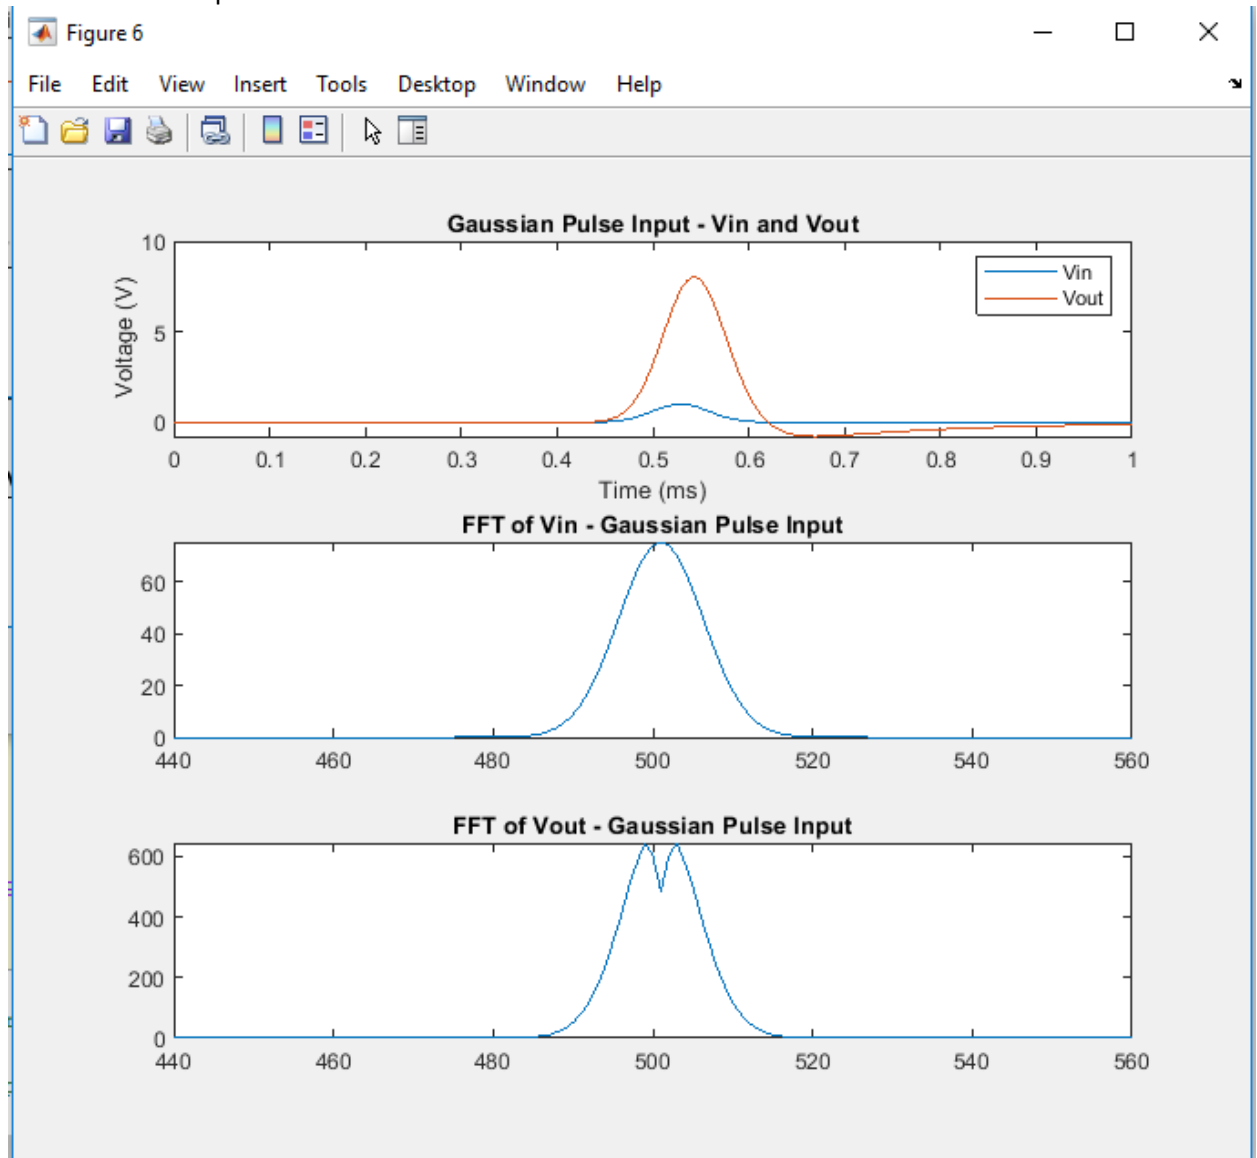 Figure 6
File Edit View Insert Tools Desktop Window Help
Gaussian Pulse Input - Vin and Vout
10
5
0
Voltage (V)
Vin
Vout
0 0.1 0.2 0.3 0.4 0.5 0.6 0.7 0.8 0.9 1
Time (ms)
FFT of Vin - Gaussian Pulse Input
60
40
20
0
440 460 480 500 520 540 560
FFT of Vout - Gaussian Pulse Input
600
400
200
0
440 460 480 500 520 540 560